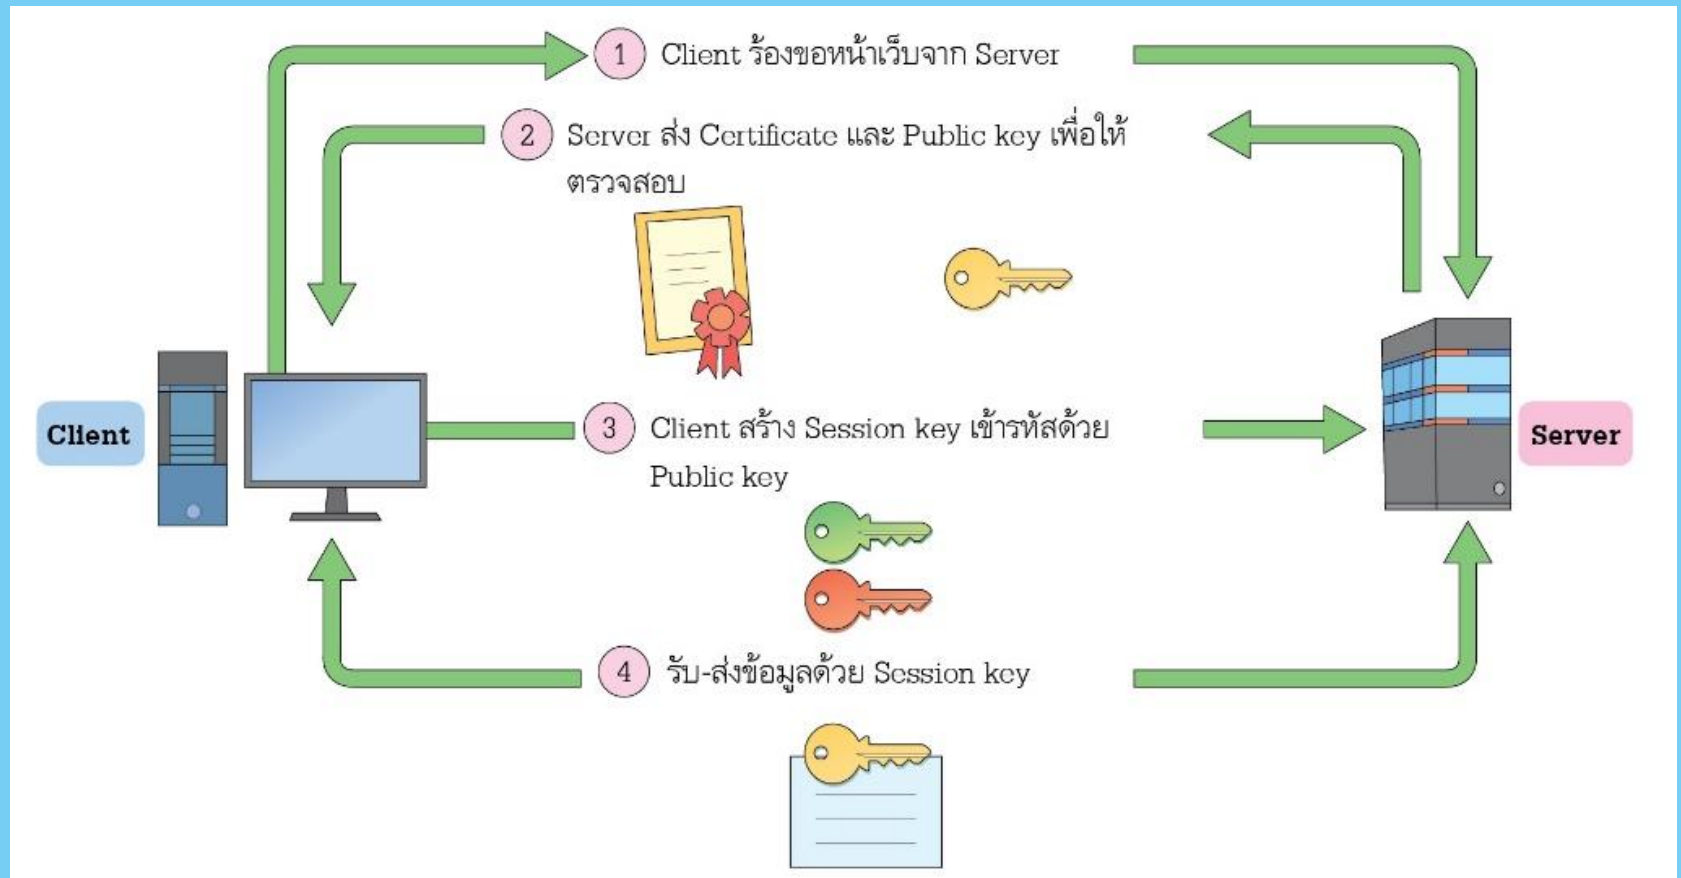 1 Client ร้องขอหน้าเว็บจาก Server
2 Server ส่ง Certificate และ Public key เพื่อให้
ตรวจสอบ
Client
3 Client สร้าง Session key เข้ารหัสด้วย
Public key
Server
4 รับ-ส่งข้อมูลด้วย Session key